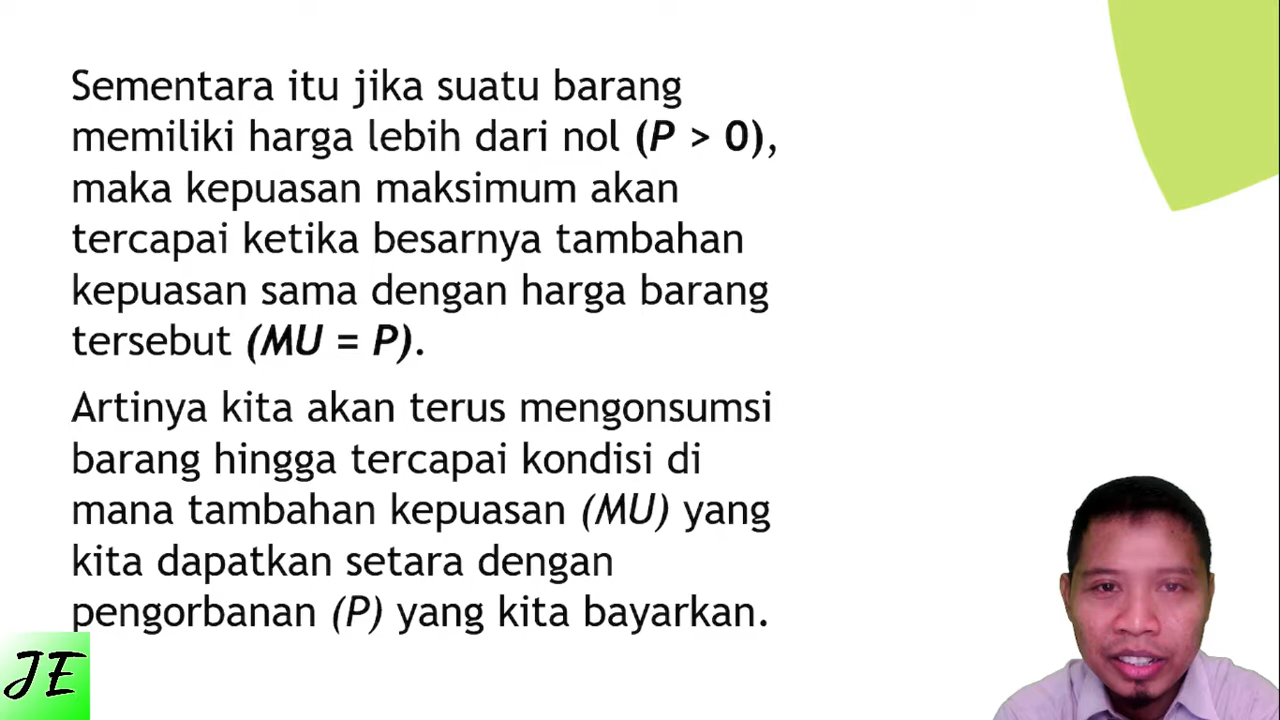 Sementara itu jika suatu barang
memiliki harga lebih dari nol (P > 0),
maka kepuasan maksimum akan
tercapai ketika besarnya tambahan
kepuasan sama dengan harga barang
tersebut (MU = P).
Artinya kita akan terus mengonsumsi
barang hingga tercapai kondisi di
mana tambahan kepuasan (MU) yang
kita dapatkan setara dengan
pengorbanan (P) yang kita bayarkan.
JE